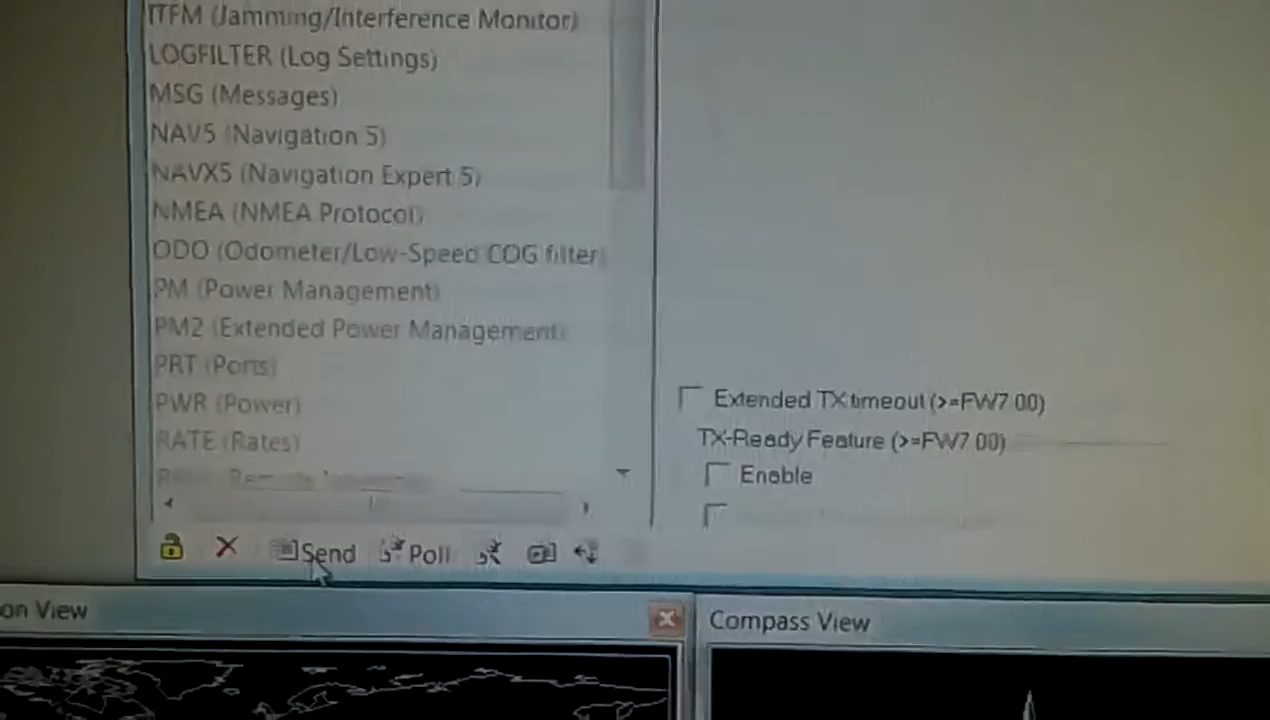 ITFM (Jamming/Interference Monitor)
LOGFILTER (Log Settings)
MSG (Messages)
NAV5 (Navigation 5)
NAVX5 (Navigation Expert 5)
NMEA (NMEA Protocol)
ODO (Odometer/Low-Speed COG filter)
PM (Power Management)
PM2 (Extended Power Management)
PRT (Ports)
PWR (Power)
RATE (Rates)
Extended TX timeout (>=FW7.00)
TX-Ready Feature (>=FW7.00)
Enable
Send
Poll
on View
Compass View